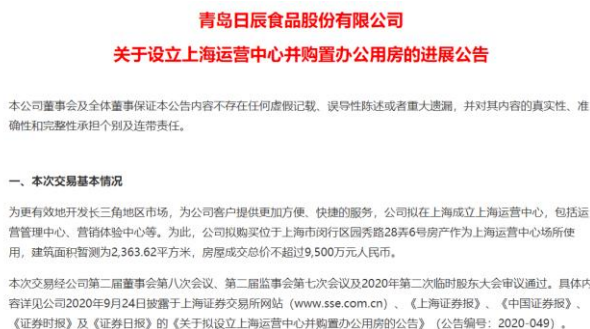 青岛日辰食品股份有限公司
关于设立上海运营中心并购置办公用房的进展公告
本公司董事会及全体董事保证本公告内容不存在任何虚假记载、误导性陈述或者重大遗漏，并对其内容的真实性、准
确性和完整性承担个别及连带责任。
一、本次交易基本情况
为更有效地开发长三角地区市场，为公司客户提供更加方便、快捷的服务，公司拟在上海成立上海运营中心，包括运
营管理中心、营销体验中心等。为此，公司拟购买位于上海市闵行区园秀路28弄6号房产作为上海运营中心场所使
用，建筑面积暂测为2,363.62平方米，房屋成交总价不超过9,500万元人民币。
本次交易经公司第二届董事会第八次会议、第二届监事会第七次会议及2020年第二次临时股东大会审议通过。具体内
容详见公司2020年9月24日披露于上海证券交易所网站（www.sse.com.cn）、《上海证券报》、《中国证券报》、
《证券时报》及《证券日报》的《关于拟设立上海运营中心并购置办公用房的公告》（公告编号：2020-049）。